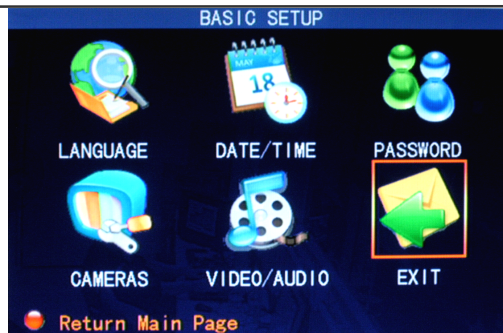 BASIC SETUP
MAY
18
LANGUAGE DATE/TIME PASSWORD
CAMERAS VIDEO/AUDIO EXIT
Return Main Page